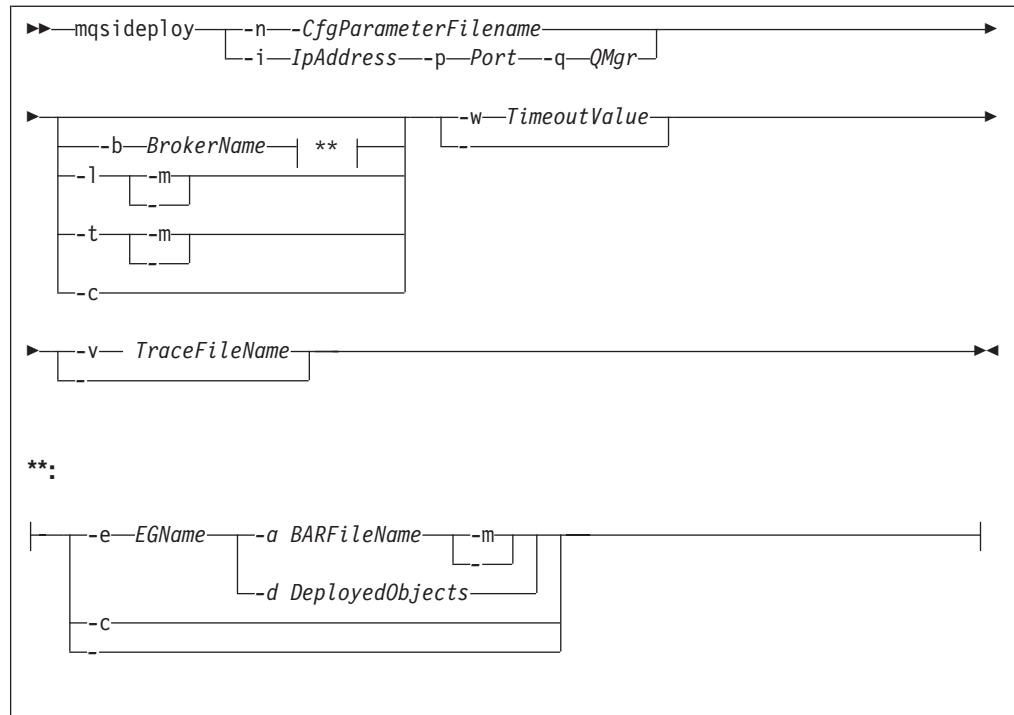 mqsideploy -n -CfgParameterFilename
-i IpAddress -p Port -q QMgr
-w TimeoutValue
-b BrokerName ** -
-l -m
-
-t -m
-
-c
-v TraceFileName
-
**:
-e EGName -a BARFileName -m
-
-d DeployedObjects
-c
-